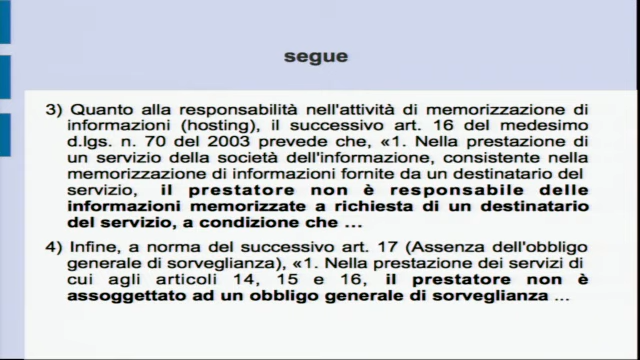 segue
3) Quanto alla responsabilità nell'attività di memorizzazione di
informazioni (hosting), il successivo art. 16 del medesimo
d.lgs. n. 70 del 2003 prevede che, «1. Nella prestazione di
un servizio della società dell'informazione, consistente nella
memorizzazione di informazioni fornite da un destinatario del
servizio, il prestatore non è responsabile delle
informazioni memorizzate a richiesta di un destinatario
del servizio, a condizione che ...
4) Infine, a norma del successivo art. 17 (Assenza dell'obbligo
generale di sorveglianza), «1. Nella prestazione dei servizi di
cui agli articoli 14, 15 e 16, il prestatore non è
assoggettato ad un obbligo generale di sorveglianza ...